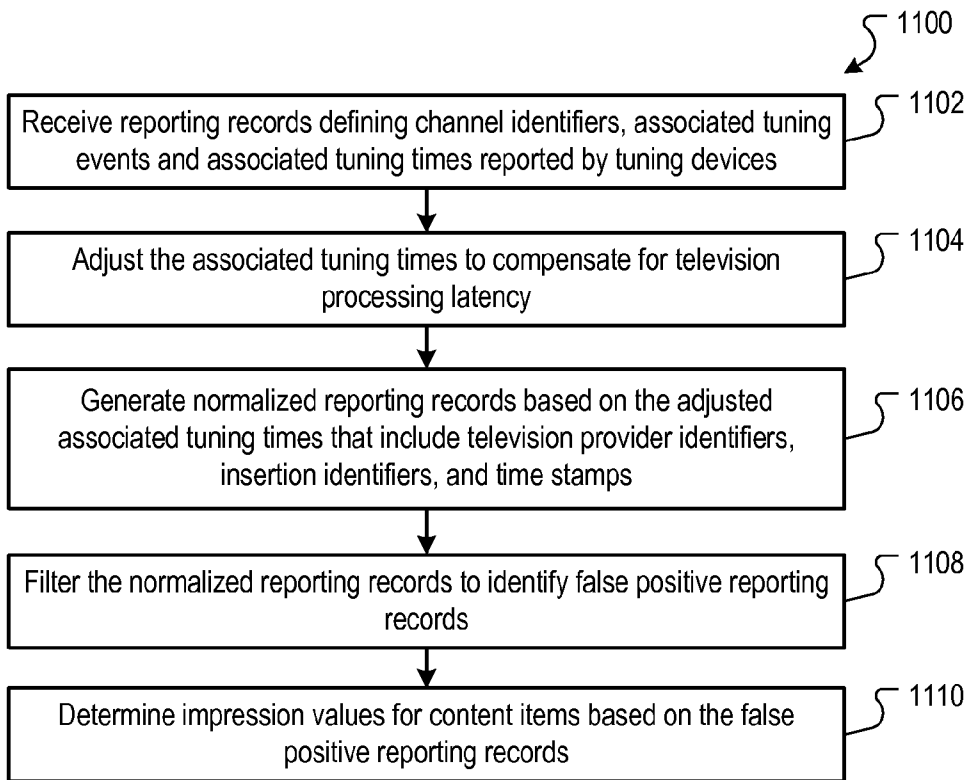 1100
1102
Receive reporting records defining channel identifiers, associated tuning
events and associated tuning times reported by tuning devices
1104
Adjust the associated tuning times to compensate for television
processing latency
1106
Generate normalized reporting records based on the adjusted
associated tuning times that include television provider identifiers,
insertion identifiers, and time stamps
1108
Filter the normalized reporting records to identify false positive reporting
records
1110
Determine impression values for content items based on the false
positive reporting records